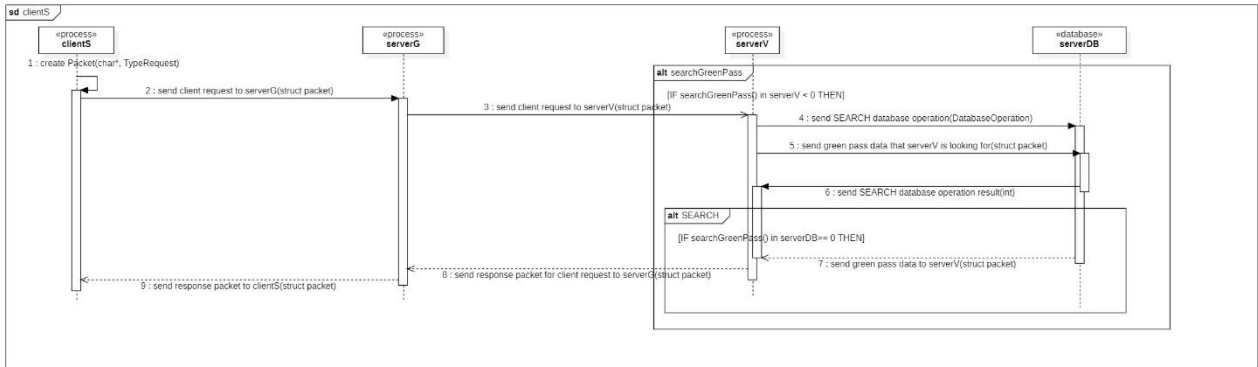 sd clientS
«process»
clientS
«process»
serverG
«process»
serverV
«database»
serverDB
1 : create Packet(char*, TypeRequest)
alt searchGreenPass
2 : send client request to serverG(struct packet)
[IF searchGreenPass() in serverV < 0 THEN]
3 : send client request to serverV(struct packet)
4 : send SEARCH database operation(DatabaseOperation)
5 : send green pass data that serverV is looking for(struct packet)
6 : send SEARCH database operation result(int)
alt SEARCH
[IF searchGreenPass() in serverDB>= 0 THEN]
7 : send green pass data to serverV(struct packet)
8 : send response packet for client request to serverG(struct packet)
9 : send response packet to clientS(struct packet)